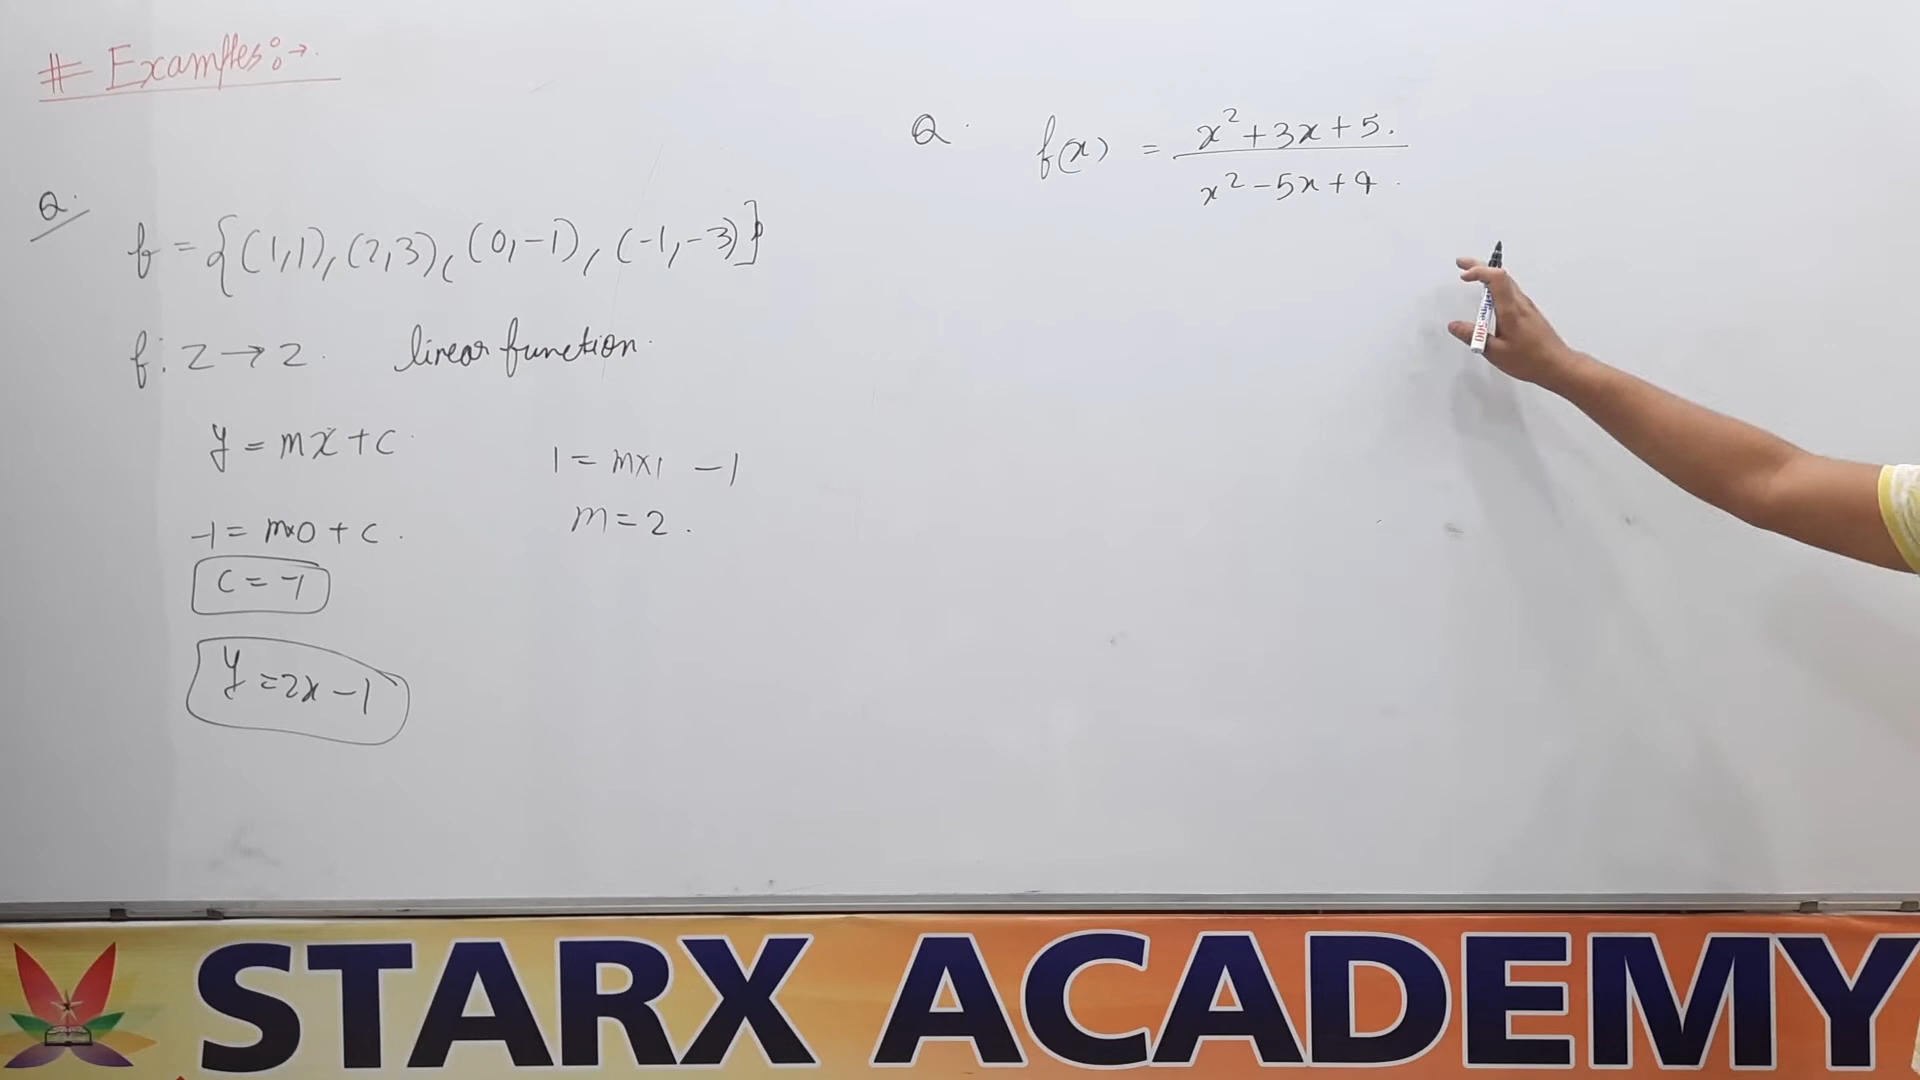 # Examples :→
Q.
f = {(1,1), (2,3), (0,-1), (-1,-3)}
f: Z → Z. linear function.
y = mx + c
-1 = m×0 + c.
c = -1
y = 2x - 1
1 = m×1 - 1
m = 2.
Q. f(x) = x² + 3x + 5. / x² - 5x + 4.
STARX ACADEMY